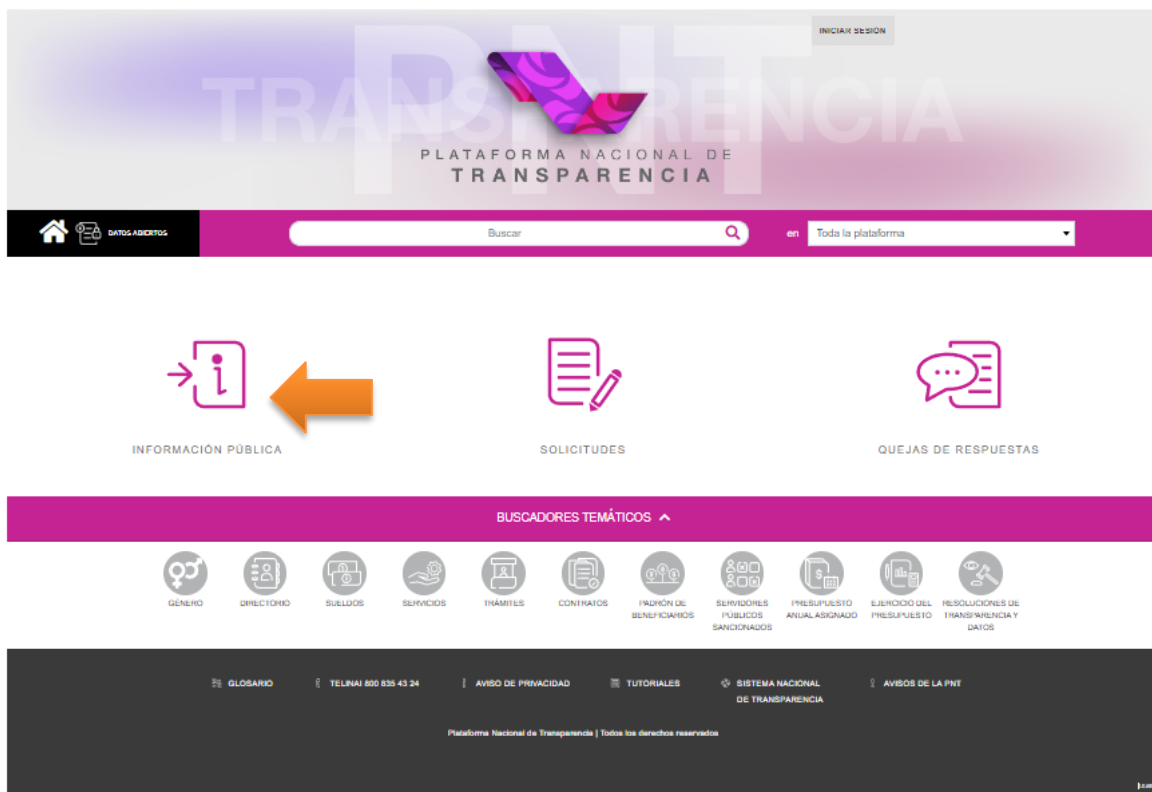 INICIAR SESIÓN
PNT
TRANSPARENCIA
PLATAFORMA NACIONAL DE
TRANSPARENCIA
DATOS ABIERTOS
Buscar
en
Toda la plataforma
INFORMACIÓN PÚBLICA
SOLICITUDES
QUEJAS DE RESPUESTAS
BUSCADORES TEMÁTICOS
GÉNERO
DIRECTORIO
SUELDOS
SERVICIOS
TRÁMITES
CONTRATOS
PADRÓN DE
BENEFICIARIOS
SERVIDORES
PÚBLICOS
SANCIONADOS
PRESUPUESTO
ANUAL ASIGNADO
EJERCICIO DEL
PRESUPUESTO
RESOLUCIONES DE
TRANSPARENCIA Y
DATOS
GLOSARIO
TELINAI 800 835 43 24
AVISO DE PRIVACIDAD
TUTORIALES
SISTEMA NACIONAL
DE TRANSPARENCIA
AVISOS DE LA PNT
Plataforma Nacional de Transparencia | Todos los derechos reservados